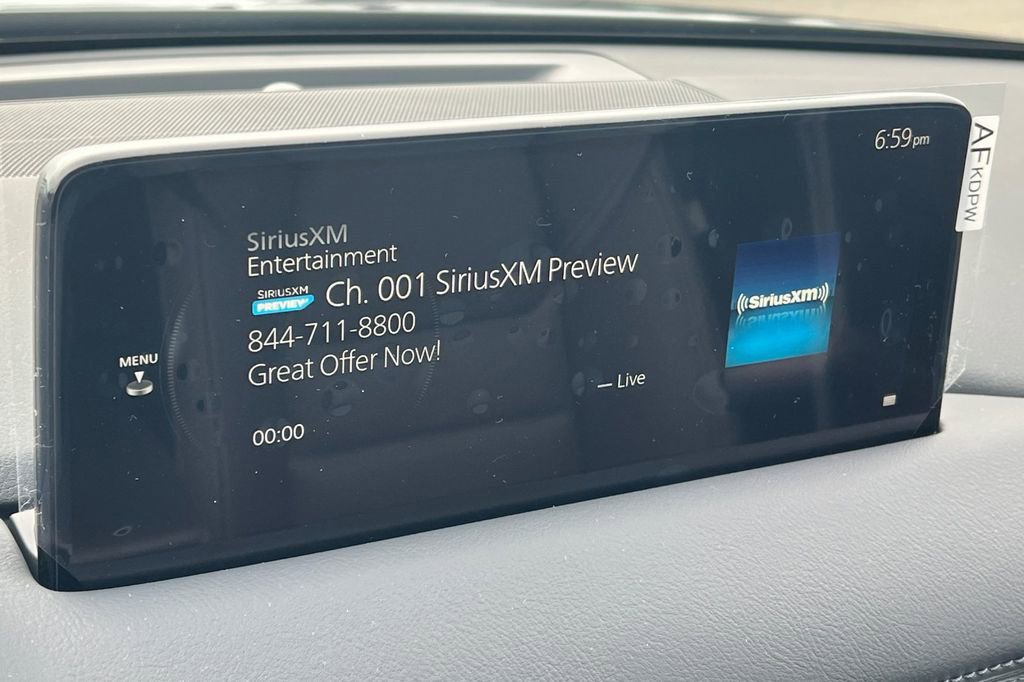 6:59pm
AF KDPW
SiriusXM
Entertainment
SIRIUSXM
PREVIEW
Ch. 001 SiriusXM Preview
844-711-8800
Great Offer Now!
Live
00:00
MENU
((SiriusXM))